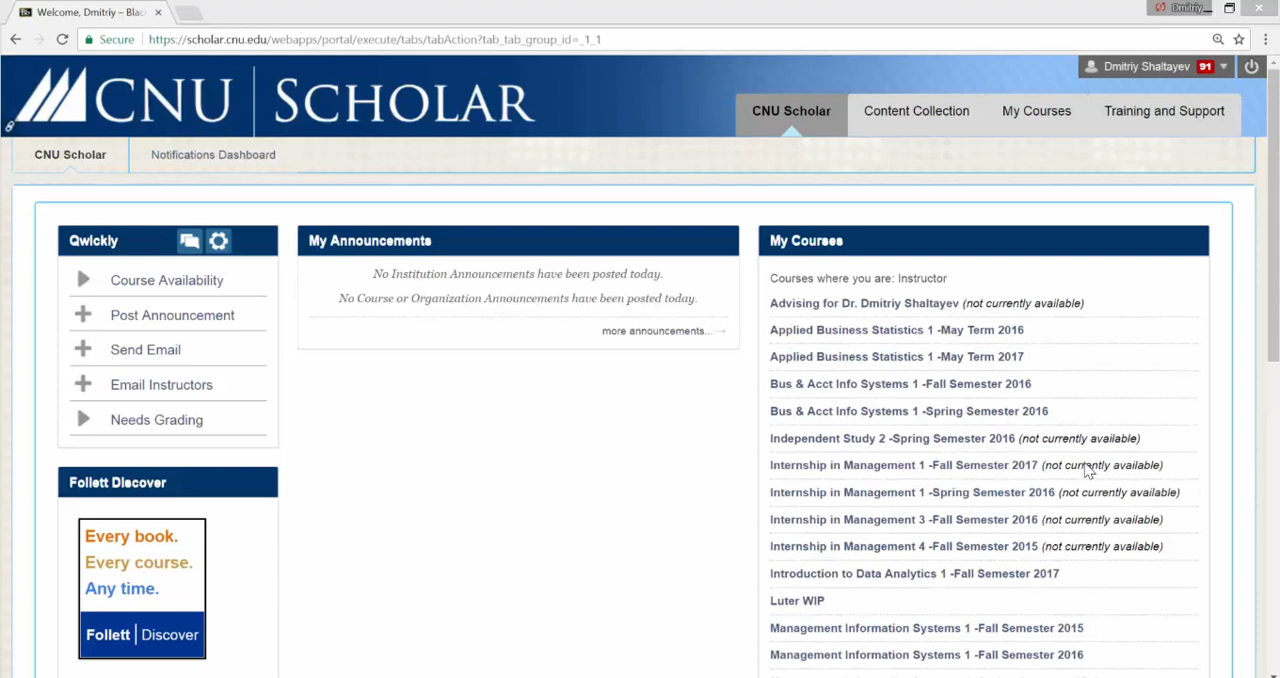 Welcome, Dmitriy – Blac
Dmitriy
Secure https://scholar.cnu.edu/webapps/portal/execute/tabs/tabAction?tab_tab_group_id=_1_1
CNU SCHOLAR
Dmitriy Shaltayev 91
CNU Scholar Content Collection My Courses Training and Support
CNU Scholar Notifications Dashboard
Qwickly
Course Availability
Post Announcement
Send Email
Email Instructors
Needs Grading
Follett Discover
Every book.
Every course.
Any time.
Follett Discover
My Announcements
No Institution Announcements have been posted today.
No Course or Organization Announcements have been posted today.
more announcements... →
My Courses
Courses where you are: Instructor
Advising for Dr. Dmitriy Shaltayev (not currently available)
Applied Business Statistics 1 -May Term 2016
Applied Business Statistics 1 -May Term 2017
Bus & Acct Info Systems 1 -Fall Semester 2016
Bus & Acct Info Systems 1 -Spring Semester 2016
Independent Study 2 -Spring Semester 2016 (not currently available)
Internship in Management 1 -Fall Semester 2017 (not currently available)
Internship in Management 1 -Spring Semester 2016 (not currently available)
Internship in Management 3 -Fall Semester 2016 (not currently available)
Internship in Management 4 -Fall Semester 2015 (not currently available)
Introduction to Data Analytics 1 -Fall Semester 2017
Luter WIP
Management Information Systems 1 -Fall Semester 2015
Management Information Systems 1 -Fall Semester 2016